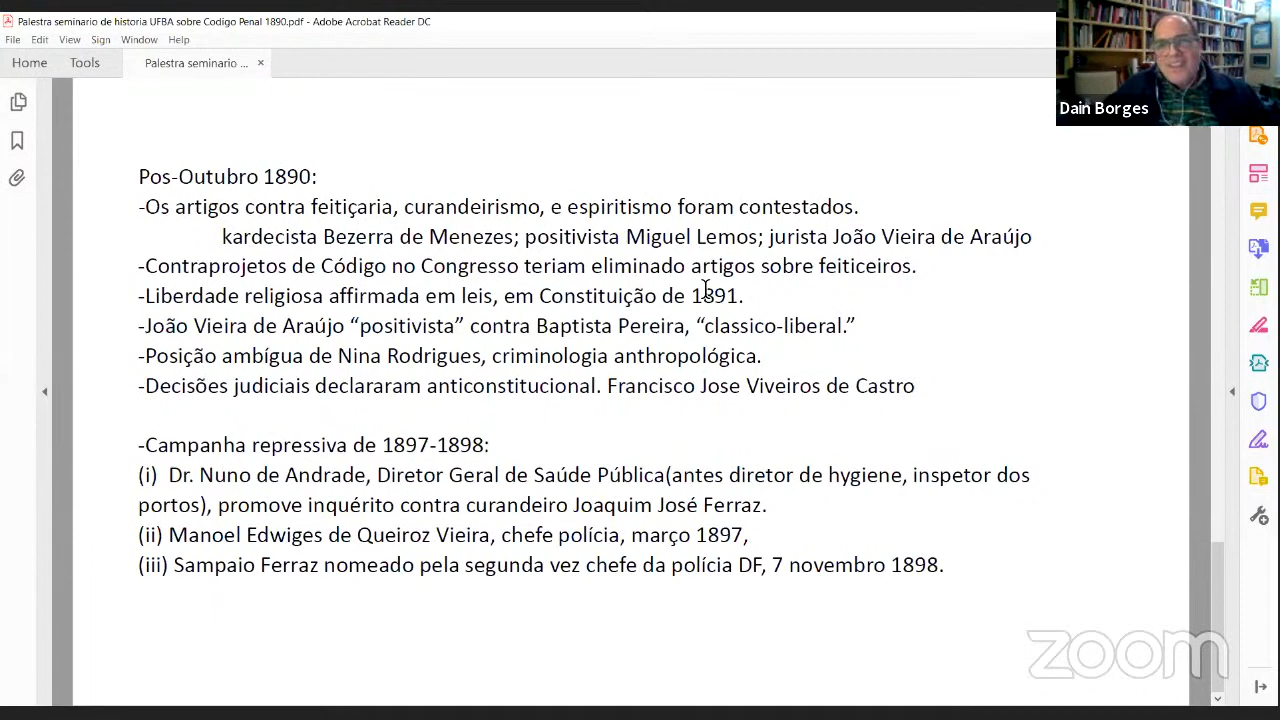 Palestra seminario de historia UFBA sobre Codigo Penal 1890.pdf - Adobe Acrobat Reader DC
File Edit View Sign Window Help
Home Tools Palestra seminario ... ×
Dain Borges
Pos-Outubro 1890:
-Os artigos contra feitiçaria, curandeirismo, e espiritismo foram contestados.
kardecista Bezerra de Menezes; positivista Miguel Lemos; jurista João Vieira de Araújo
-Contraprojetos de Código no Congresso teriam eliminado artigos sobre feiticeiros.
-Liberdade religiosa affirmada em leis, em Constituição de 1891.
-João Vieira de Araújo “positivista” contra Baptista Pereira, “classico-liberal.”
-Posição ambígua de Nina Rodrigues, criminologia anthropológica.
-Decisões judiciais declararam anticonstitucional. Francisco Jose Viveiros de Castro
-Campanha repressiva de 1897-1898:
(i) Dr. Nuno de Andrade, Diretor Geral de Saúde Pública(antes diretor de hygiene, inspetor dos
portos), promove inquérito contra curandeiro Joaquim José Ferraz.
(ii) Manoel Edwiges de Queiroz Vieira, chefe polícia, março 1897,
(iii) Sampaio Ferraz nomeado pela segunda vez chefe da polícia DF, 7 novembro 1898.
zoom